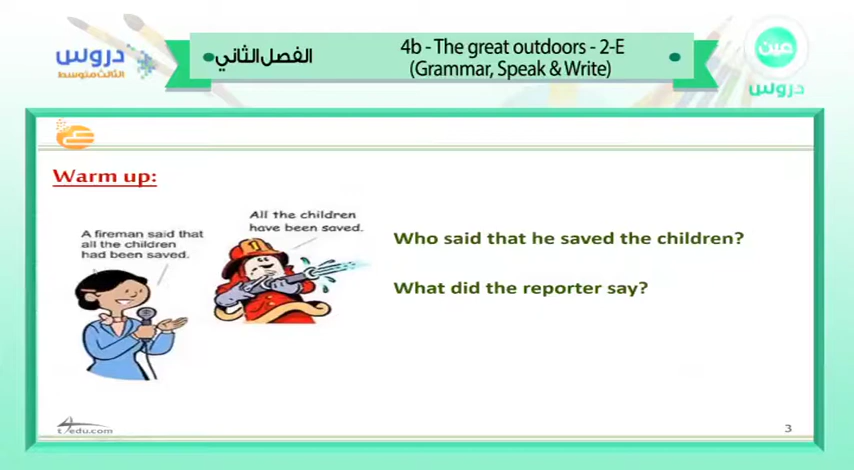 دروس
الثالث متوسط
الفصل الثاني
4b - The great outdoors - 2-E
(Grammar, Speak & Write)
عين
دروس
Warm up:
A fireman said that
all the children
had been saved.
All the children
have been saved.
Who said that he saved the children?
What did the reporter say?
t4edu.com
3